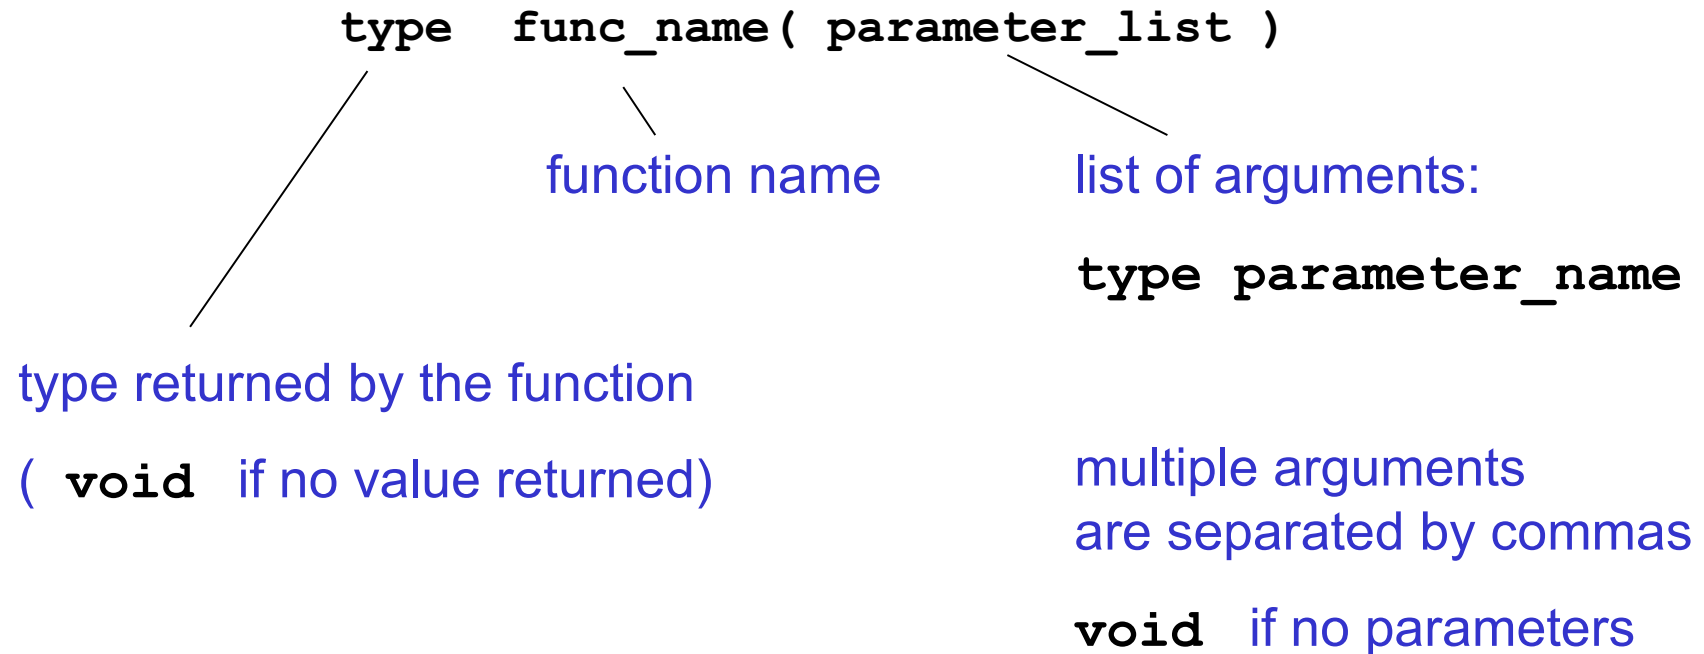 type func_name( parameter_list )
function name
list of arguments:
type parameter_name
type returned by the function
( void if no value returned)
multiple arguments
are separated by commas
void if no parameters